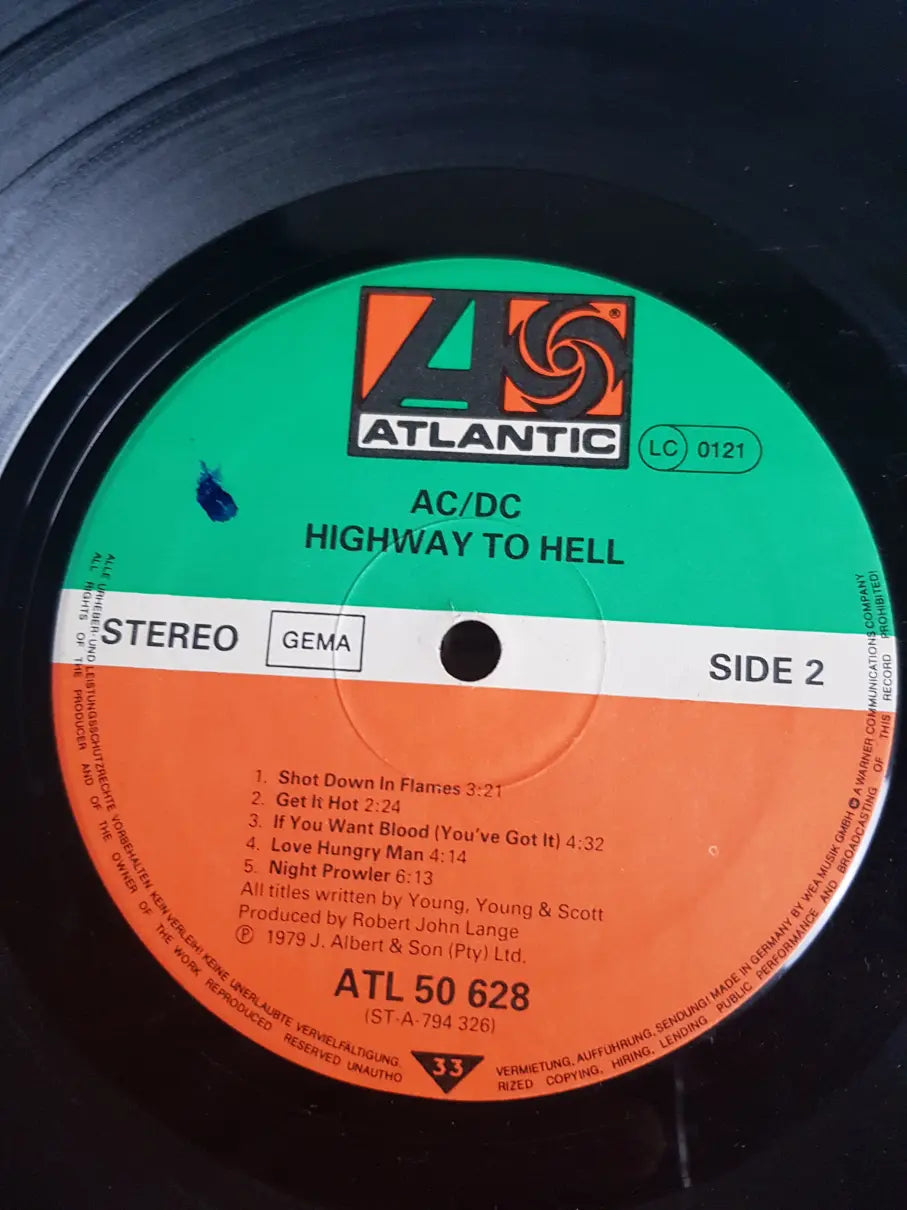 ATLANTIC
®
LC 0121
AC/DC
HIGHWAY TO HELL
STEREO
GEMA
SIDE 2
1. Shot Down In Flames 3:21
2. Get It Hot 2:24
3. If You Want Blood (You've Got It) 4:32
4. Love Hungry Man 4:14
5. Night Prowler 6:13
All titles written by Young, Young & Scott
Produced by Robert John Lange
℗ 1979 J. Albert & Son (Pty) Ltd.
ATL 50 628
(ST-A-794 326)
33
ALLE URHEBER- UND LEISTUNGSSCHUTZRECHTE VORBEHALTEN. KEIN VERLEIH! KEINE UNERLAUBTE VERVIELFÄLTIGUNG,
VERMIETUNG, AUFFÜHRUNG, SENDUNG! MADE IN GERMANY BY WEA MUSIK GMBH A WARNER COMMUNICATIONS COMPANY
ALL RIGHTS OF THE PRODUCER AND OF THE OWNER OF THE WORK REPRODUCED RESERVED UNAUTHO
RIZED COPYING, HIRING, LENDING PUBLIC PERFORMANCE AND BROADCASTING OF THIS RECORD PROHIBITED!